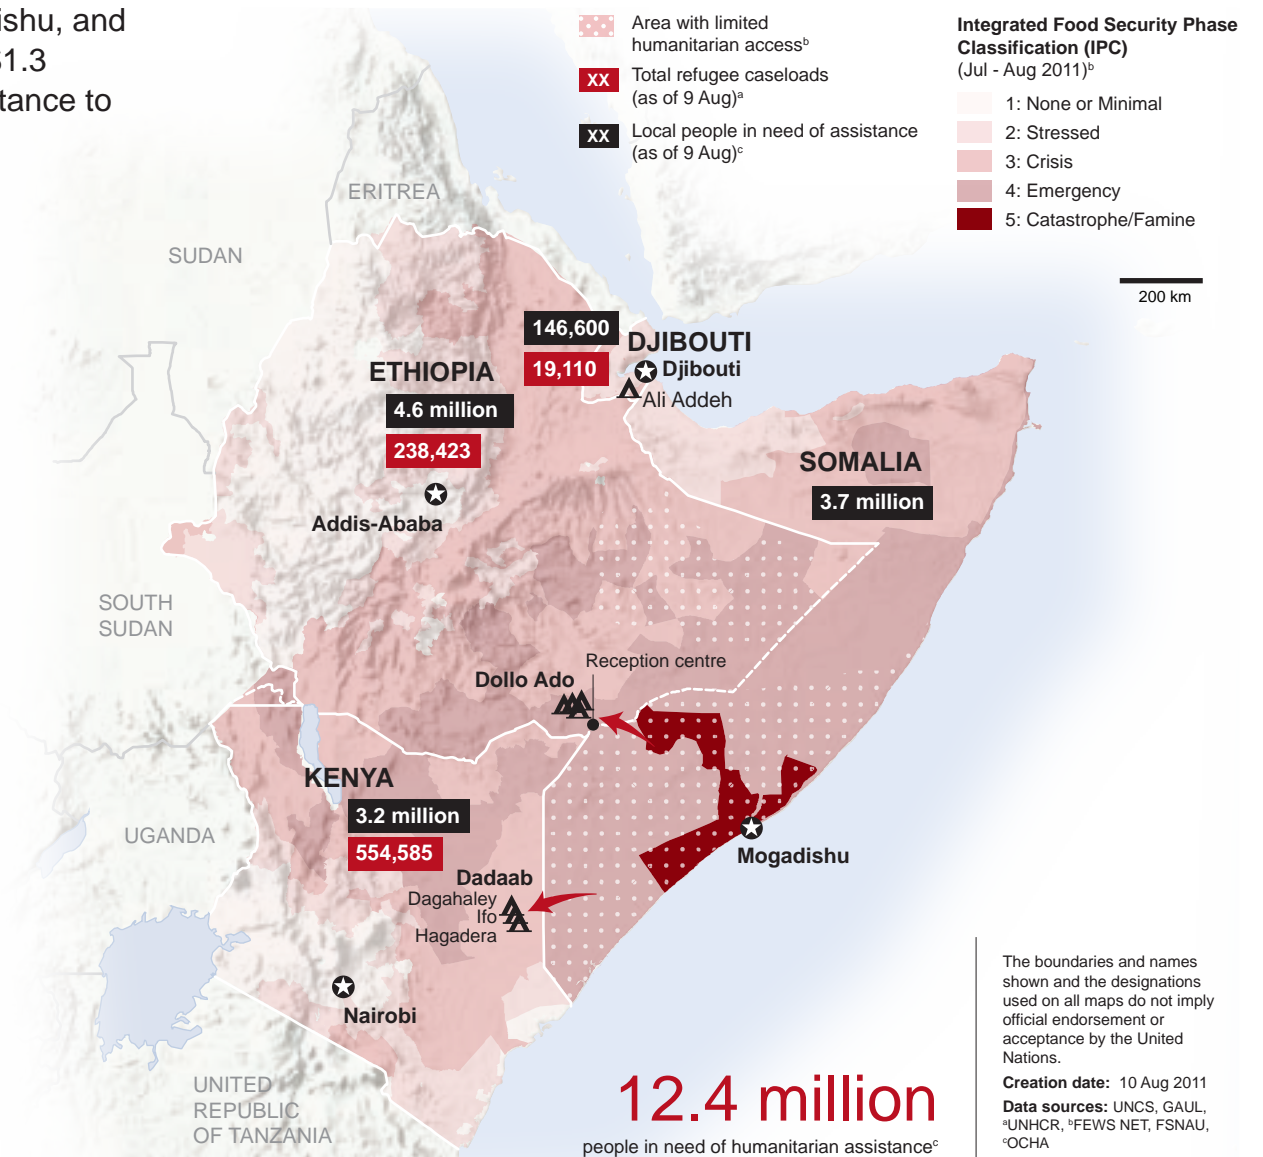 ishu, and
$1.3
tance to
Area with limited
humanitarian accessᵇ
XX Total refugee caseloads
(as of 9 Aug)ᵃ
XX Local people in need of assistance
(as of 9 Aug)ᶜ
Integrated Food Security Phase
Classification (IPC)
(Jul - Aug 2011)ᵇ
1: None or Minimal
2: Stressed
3: Crisis
4: Emergency
5: Catastrophe/Famine
200 km
ERITREA
SUDAN
146,600
DJIBOUTI
19,110
Djibouti
Ali Addeh
ETHIOPIA
4.6 million
238,423
Addis-Ababa
SOMALIA
3.7 million
SOUTH
SUDAN
Reception centre
Dollo Ado
KENYA
3.2 million
554,585
UGANDA
Mogadishu
Dadaab
Dagahaley
Ifo
Hagadera
Nairobi
UNITED
REPUBLIC
OF TANZANIA
12.4 million
people in need of humanitarian assistanceᶜ
The boundaries and names
shown and the designations
used on all maps do not imply
official endorsement or
acceptance by the United
Nations.
Creation date: 10 Aug 2011
Data sources: UNCS, GAUL,
ᵃUNHCR, ᵇFEWS NET, FSNAU,
ᶜOCHA